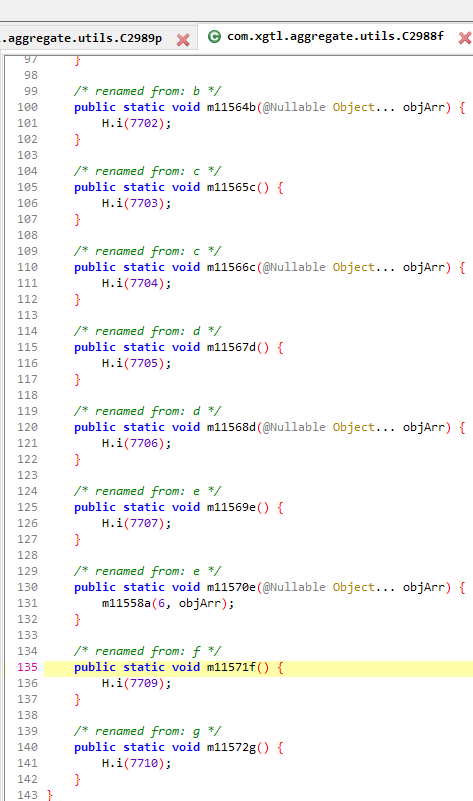 .aggregate.utils.C2989p
com.xgtl.aggregate.utils.C2988f
97 }
98
99 /* renamed from: b */
100 public static void m11564b(@Nullable Object... objArr) {
101 H.i(7702);
102 }
103
104 /* renamed from: c */
105 public static void m11565c() {
106 H.i(7703);
107 }
108
109 /* renamed from: c */
110 public static void m11566c(@Nullable Object... objArr) {
111 H.i(7704);
112 }
113
114 /* renamed from: d */
115 public static void m11567d() {
116 H.i(7705);
117 }
118
119 /* renamed from: d */
120 public static void m11568d(@Nullable Object... objArr) {
121 H.i(7706);
122 }
123
124 /* renamed from: e */
125 public static void m11569e() {
126 H.i(7707);
127 }
128
129 /* renamed from: e */
130 public static void m11570e(@Nullable Object... objArr) {
131 m11558a(6, objArr);
132 }
133
134 /* renamed from: f */
135 public static void m11571f() {
136 H.i(7709);
137 }
138
139 /* renamed from: g */
140 public static void m11572g() {
141 H.i(7710);
142 }
143 }